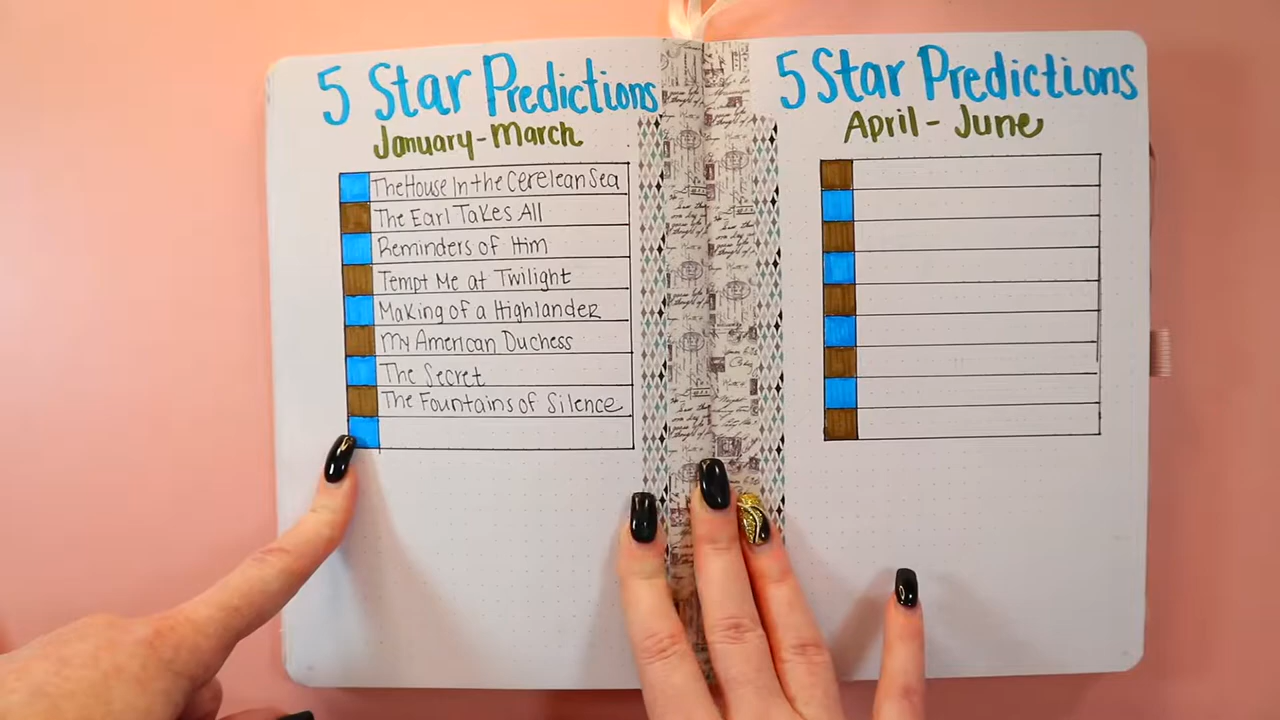 5 Star Predictions
January-March
The House In the Cerelean Sea
The Earl Takes All
Reminders of Him
Tempt Me at Twilight
Making of a Highlander
My American Duchess
The Secret
The Fountains of Silence
5 Star Predictions
April - June